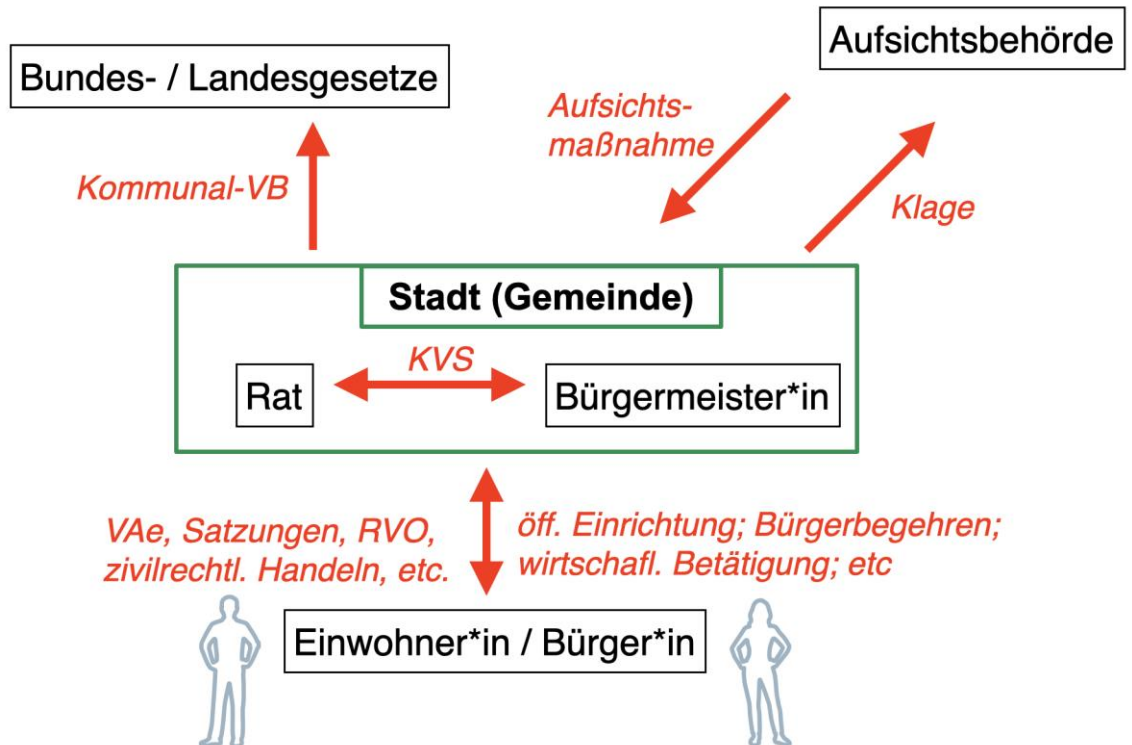 Aufsichtsbehörde
Bundes- / Landesgesetze
Aufsichts-
maßnahme
Kommunal-VB
Klage
Stadt (Gemeinde)
KVS
Rat
Bürgermeister*in
VAe, Satzungen, RVO,
zivilrechtl. Handeln, etc.
öff. Einrichtung; Bürgerbegehren;
wirtschafl. Betätigung; etc
Einwohner*in / Bürger*in